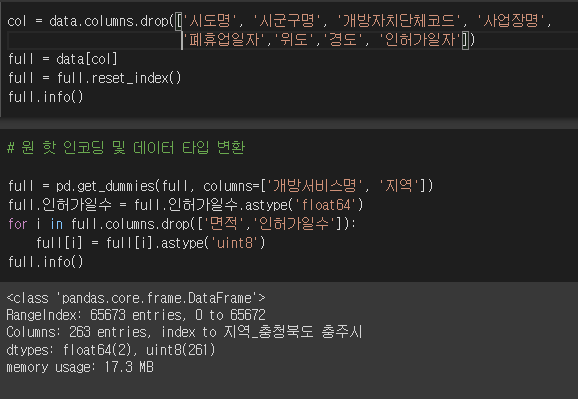 col = data.columns.drop(['시도명', '시군구명', '개방자치단체코드', '사업장명',
'폐휴업일자','위도','경도', '인허가일자'])
full = data[col]
full = full.reset_index()
full.info()
# 원 핫 인코딩 및 데이터 타입 변환
full = pd.get_dummies(full, columns=['개방서비스명', '지역'])
full.인허가일수 = full.인허가일수.astype('float64')
for i in full.columns.drop(['면적','인허가일수']):
full[i] = full[i].astype('uint8')
full.info()
<class 'pandas.core.frame.DataFrame'>
RangeIndex: 65673 entries, 0 to 65672
Columns: 263 entries, index to 지역_충청북도 충주시
dtypes: float64(2), uint8(261)
memory usage: 17.3 MB